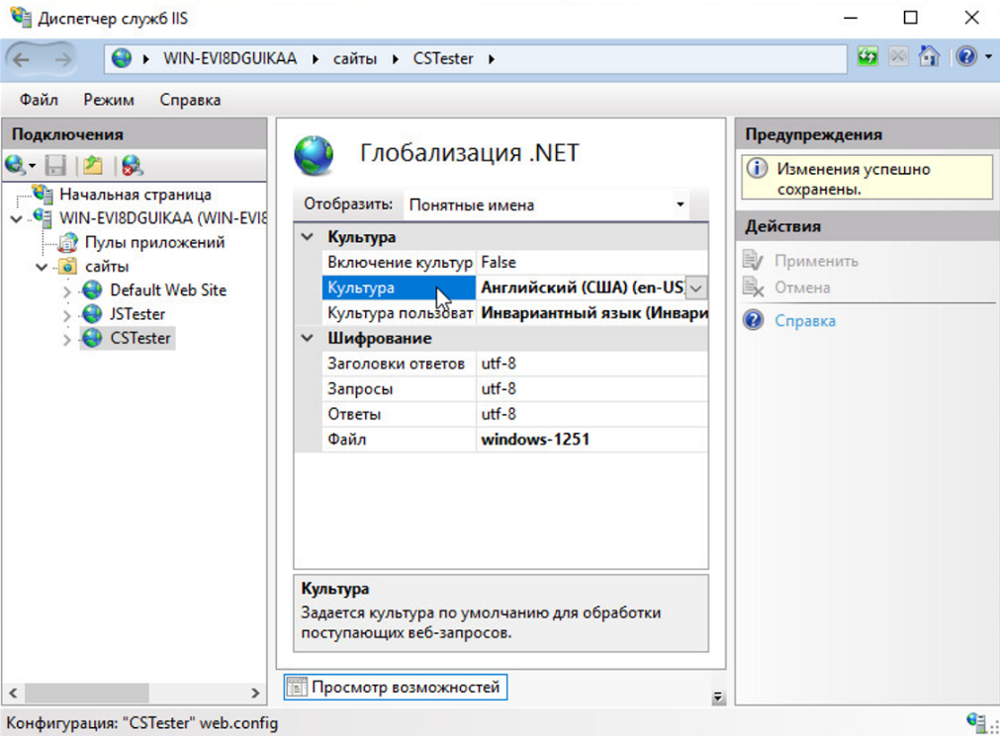 Диспетчер служб IIS
WIN-EVI8DGUIKAA сайты CSTester
Файл Режим Справка
Подключения
Начальная страница
WIN-EVI8DGUIKAA (WIN-EVI8
Пулы приложений
сайты
Default Web Site
JSTester
CSTester
Глобализация .NET
Отобразить: Понятные имена
Культура
Включение культур False
Культура Английский (США) (en-US)
Культура пользоват Инвариантный язык (Инвари
Шифрование
Заголовки ответов utf-8
Запросы utf-8
Ответы utf-8
Файл windows-1251
Культура
Задается культура по умолчанию для обработки
поступающих веб-запросов.
Просмотр возможностей
Предупреждения
Изменения успешно
сохранены.
Действия
Применить
Отмена
Справка
Конфигурация: "CSTester" web.config